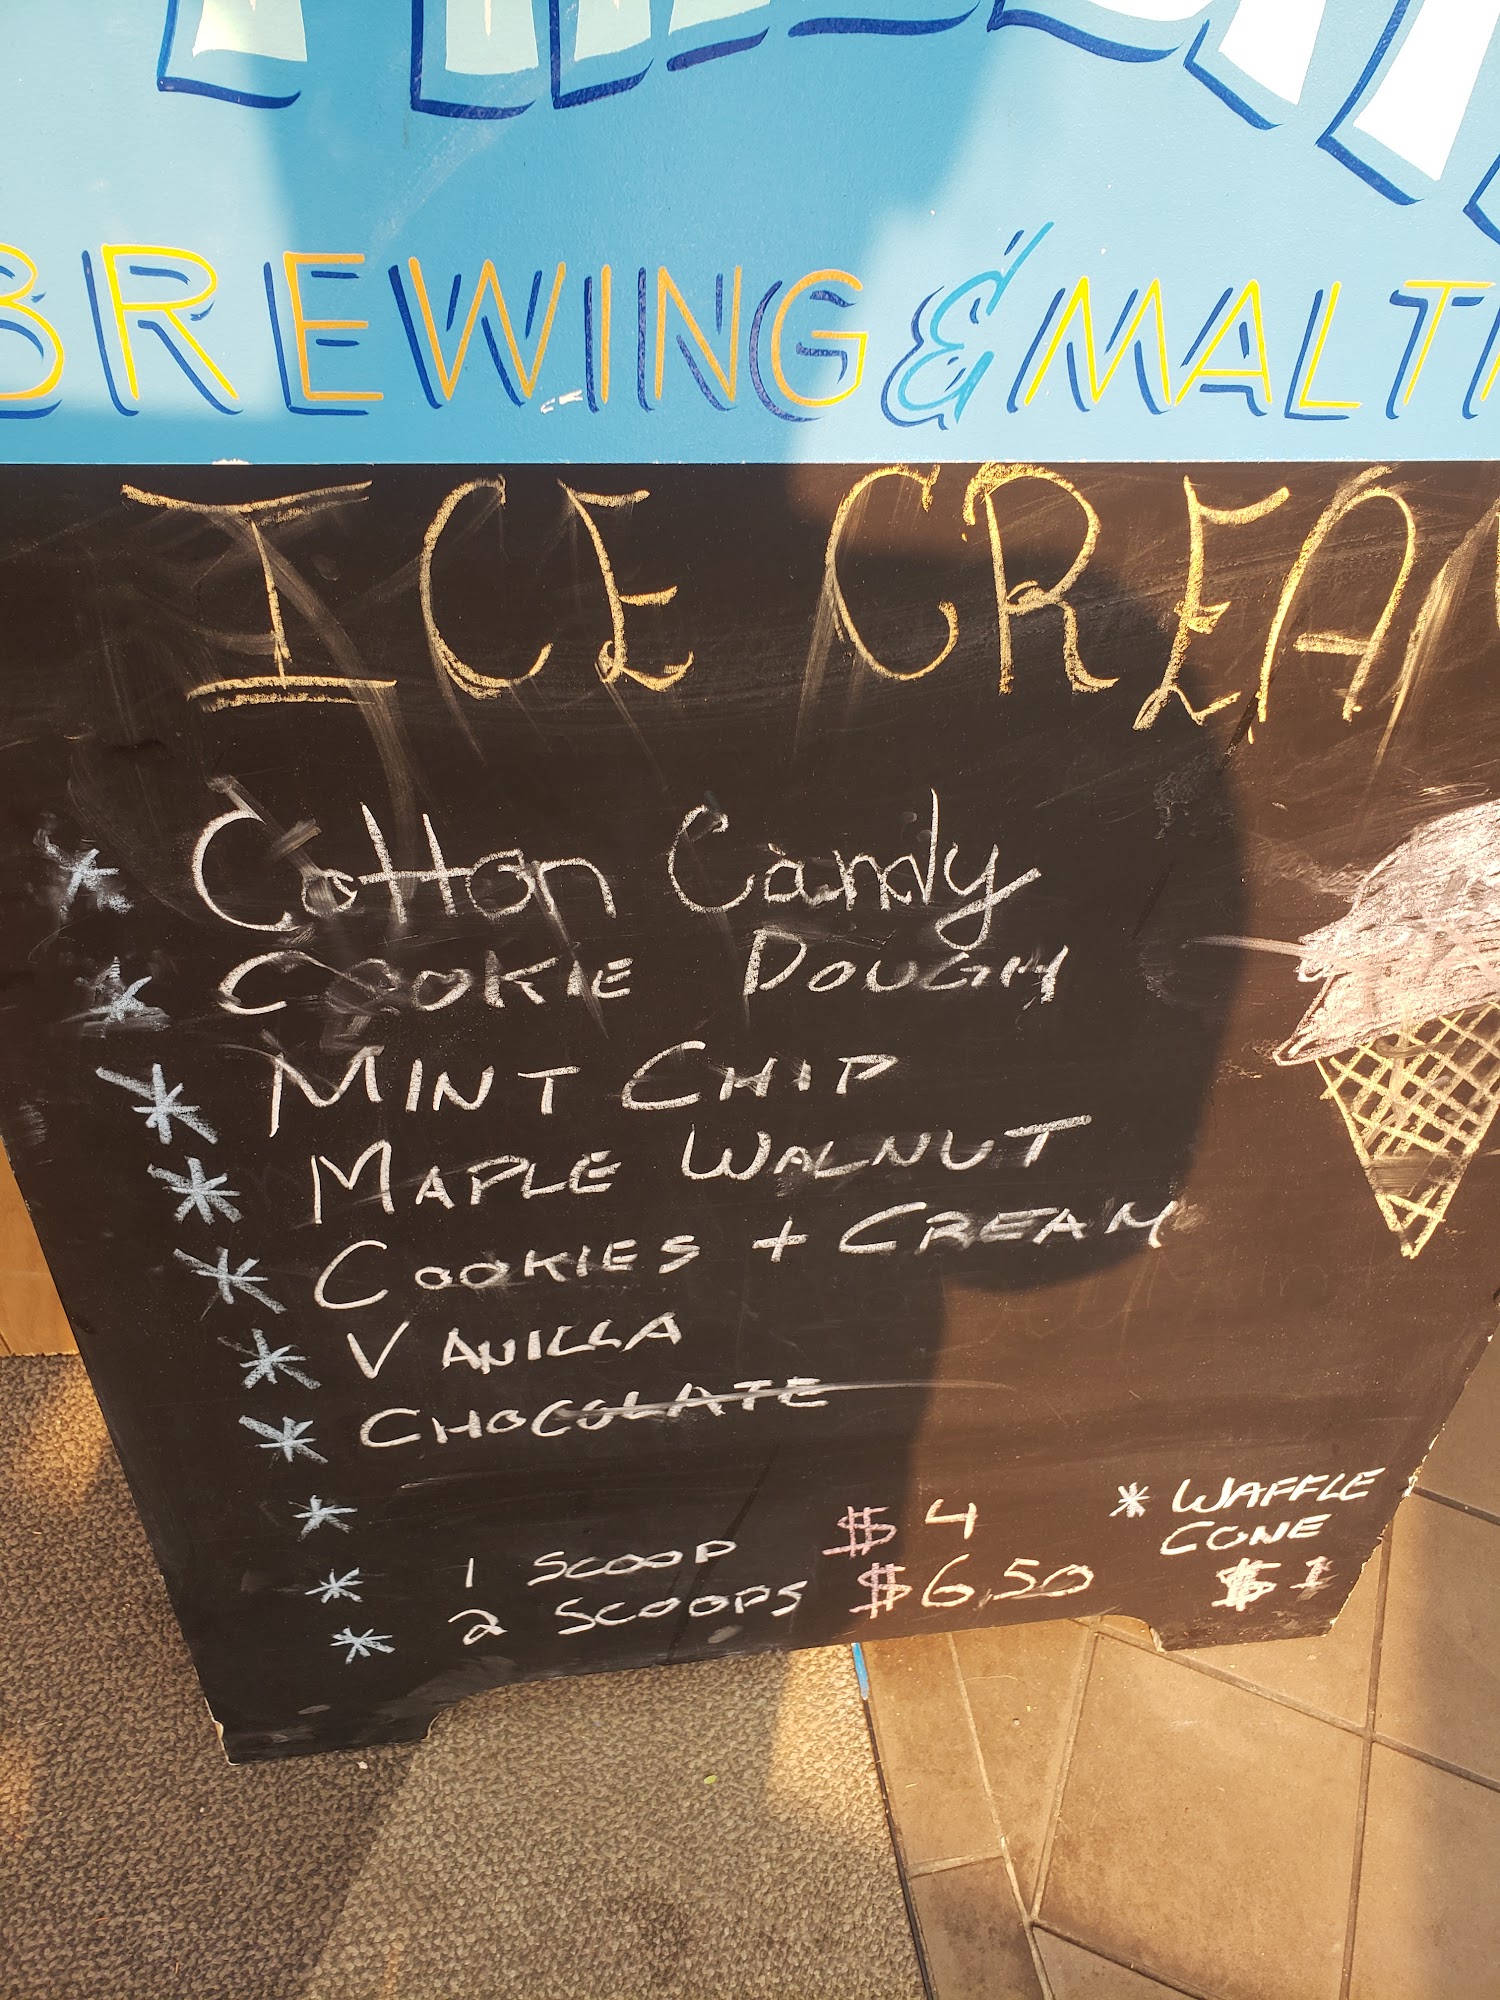 BREWING & MALTI
ICE CREA
* Cotton Candy
* COOKIE DOUGH
* MINT CHIP
* MAPLE WALNUT
* COOKIES + CREAM
* VANILLA
* CHOCOLATE
*
* 1 SCOOP $4
* 2 SCOOPS $6.50
* WAFFLE
CONE
$1